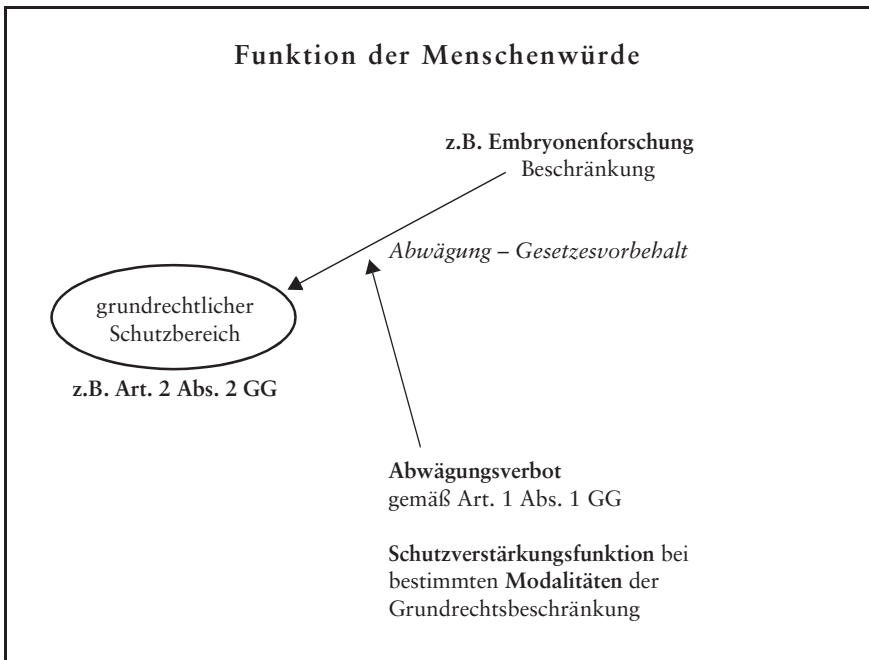 Funktion der Menschenwürde
z.B. Embryonenforschung
Beschränkung
Abwägung – Gesetzesvorbehalt
grundrechtlicher
Schutzbereich
z.B. Art. 2 Abs. 2 GG
Abwägungsverbot
gemäß Art. 1 Abs. 1 GG
Schutzverstärkungsfunktion bei
bestimmten Modalitäten der
Grundrechtsbeschränkung